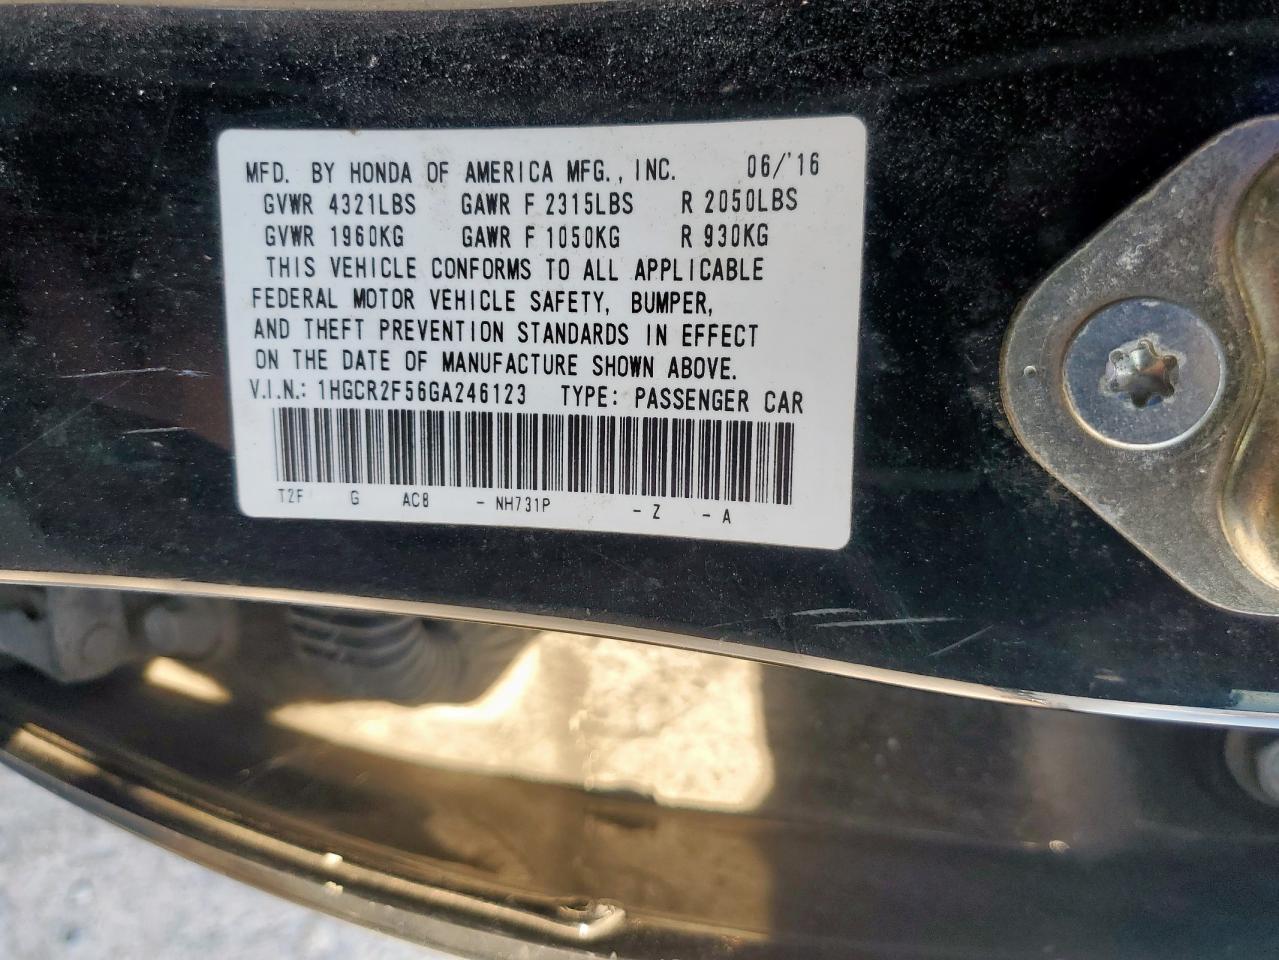 MFD. BY HONDA OF AMERICA MFG., INC. 06/'16
GVWR 4321LBS GAWR F 2315LBS R 2050LBS
GVWR 1960KG GAWR F 1050KG R 930KG
THIS VEHICLE CONFORMS TO ALL APPLICABLE
FEDERAL MOTOR VEHICLE SAFETY, BUMPER,
AND THEFT PREVENTION STANDARDS IN EFFECT
ON THE DATE OF MANUFACTURE SHOWN ABOVE.
V.I.N.: 1HGCR2F56GA246123 TYPE: PASSENGER CAR
T2F G AC8 - NH731P - Z - A